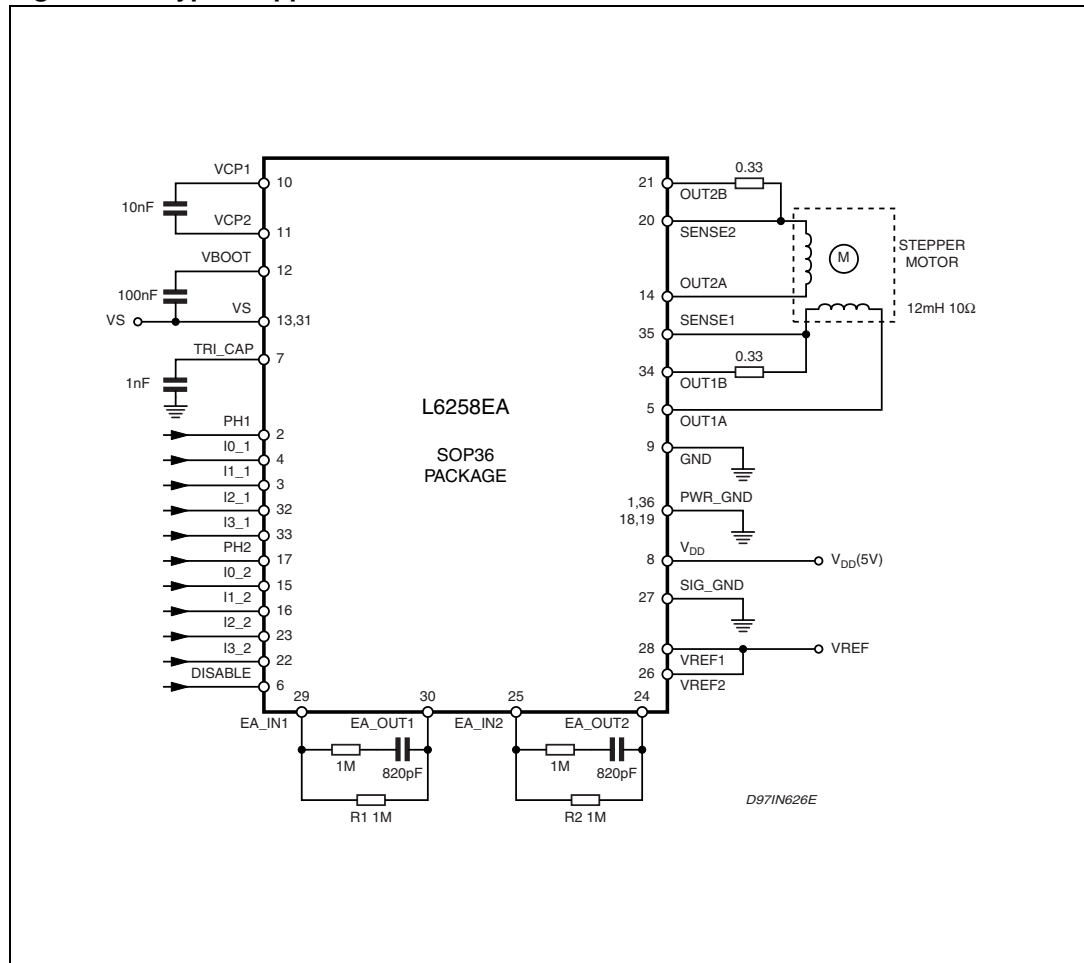 VCP1
10
10nF
VCP2
11
VBOOT
12
100nF
VS
VS
13,31
TRI_CAP
7
1nF
PH1
2
I0_1
4
I1_1
3
I2_1
32
I3_1
33
PH2
17
I0_2
15
I1_2
16
I2_2
23
I3_2
22
DISABLE
6
L6258EA
SOP36
PACKAGE
21
0.33
OUT2B
20
SENSE2
STEPPER
MOTOR
M
14
OUT2A
12mH 10Ω
35
SENSE1
34
0.33
OUT1B
5
OUT1A
9
GND
1,36
18,19
PWR_GND
8
VDD
VDD(5V)
27
SIG_GND
28
VREF1
VREF
26
VREF2
29
30
25
24
EA_IN1
EA_OUT1
EA_IN2
EA_OUT2
1M
820pF
1M
820pF
R1 1M
R2 1M
D97IN626E